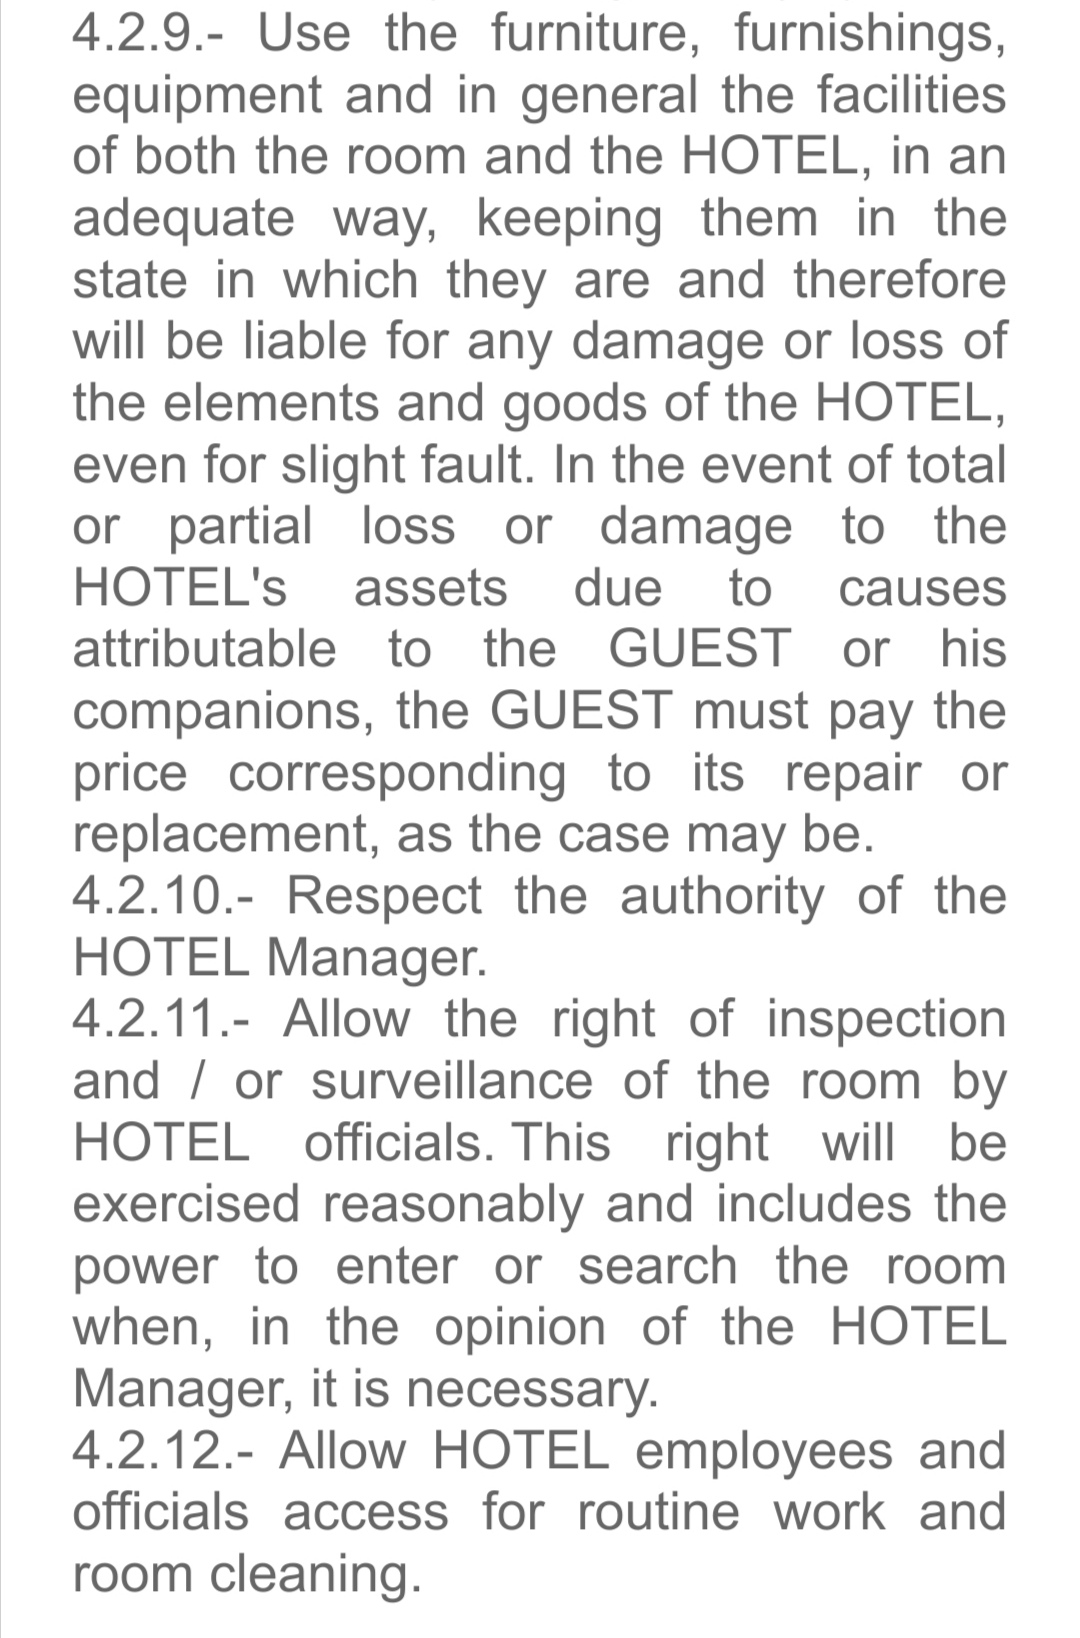 4.2.9.- Use the furniture, furnishings,
equipment and in general the facilities
of both the room and the HOTEL, in an
adequate way, keeping them in the
state in which they are and therefore
will be liable for any damage or loss of
the elements and goods of the HOTEL,
even for slight fault. In the event of total
or partial loss or damage to the
HOTEL's assets due to causes
attributable to the GUEST or his
companions, the GUEST must pay the
price corresponding to its repair or
replacement, as the case may be.
4.2.10.- Respect the authority of the
HOTEL Manager.
4.2.11.- Allow the right of inspection
and / or surveillance of the room by
HOTEL officials. This right will be
exercised reasonably and includes the
power to enter or search the room
when, in the opinion of the HOTEL
Manager, it is necessary.
4.2.12.- Allow HOTEL employees and
officials access for routine work and
room cleaning.